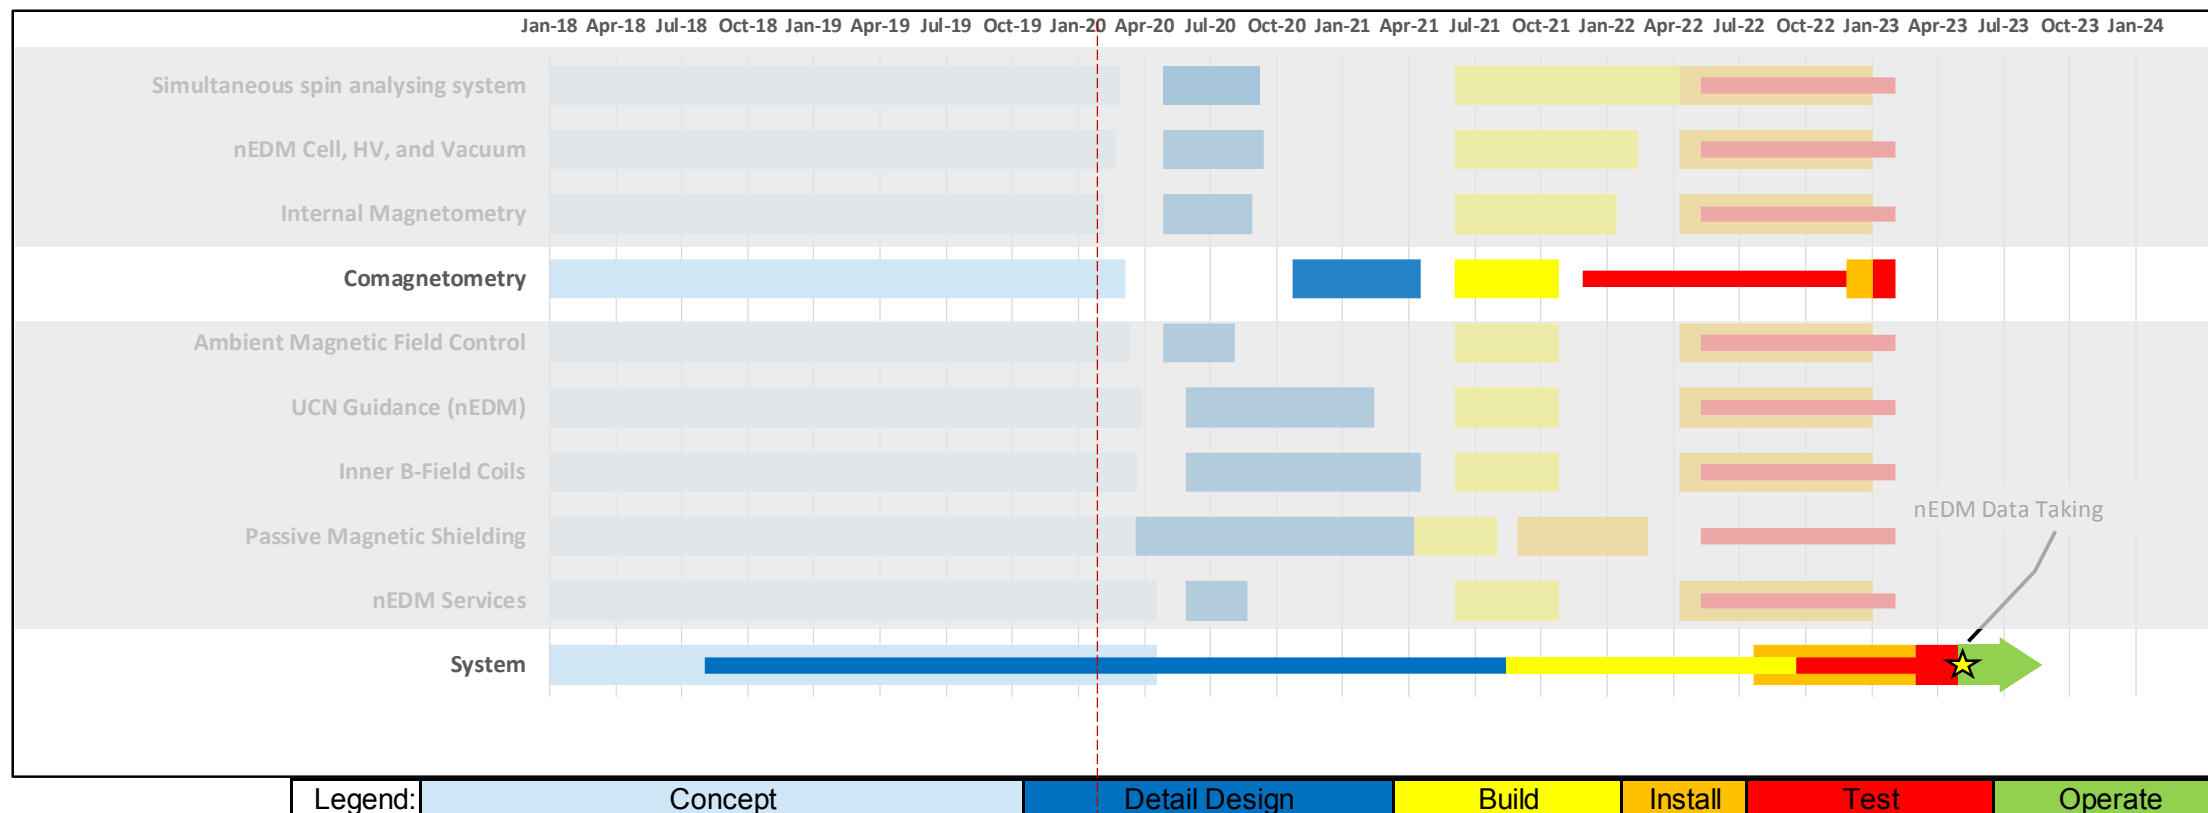 Jan-18 Apr-18 Jul-18 Oct-18 Jan-19 Apr-19 Jul-19 Oct-19 Jan-20 Apr-20 Jul-20 Oct-20 Jan-21 Apr-21 Jul-21 Oct-21 Jan-22 Apr-22 Jul-22 Oct-22 Jan-23 Apr-23 Jul-23 Oct-23 Jan-24
Simultaneous spin analysing system
nEDM Cell, HV, and Vacuum
Internal Magnetometry
Comagnetometry
Ambient Magnetic Field Control
UCN Guidance (nEDM)
Inner B-Field Coils
nEDM Data Taking
Passive Magnetic Shielding
nEDM Services
System
Legend: Concept Detail Design Build Install Test Operate